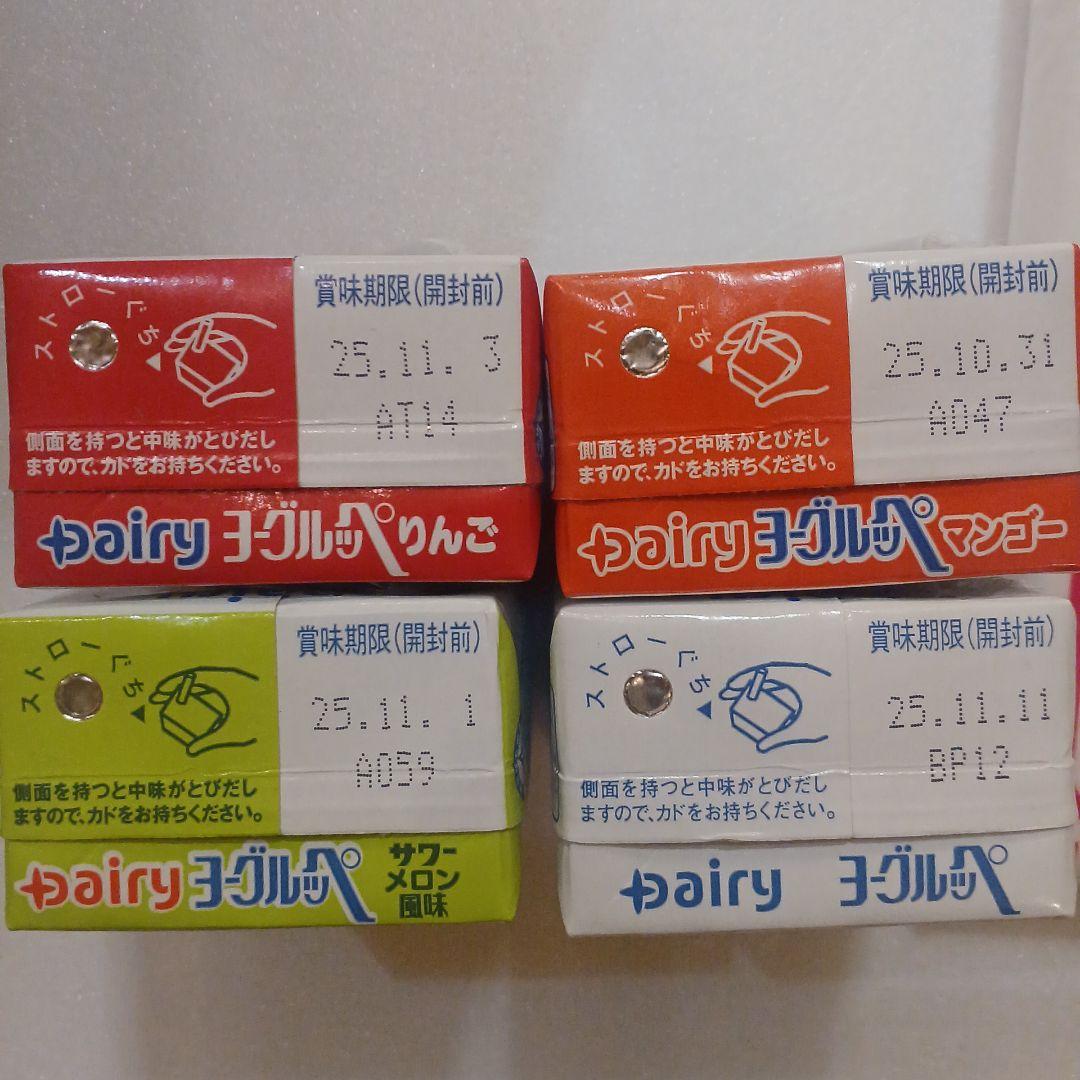 ストローぐち
賞味期限(開封前)
25.11. 3
AT14
側面を持つと中味がとびだし
ますので、カドをお持ちください。
Dairy ヨーグルッペ りんご
ストローぐち
賞味期限(開封前)
25.10.31
A047
側面を持つと中味がとびだし
ますので、カドをお持ちください。
Dairy ヨーグルッペ マンゴー
ストローぐち
賞味期限(開封前)
25.11. 1
A059
側面を持つと中味がとびだし
ますので、カドをお持ちください。
Dairy ヨーグルッペ
サワー
メロン
風味
ストローぐち
賞味期限(開封前)
25.11.11
BP12
側面を持つと中味がとびだし
ますので、カドをお持ちください。
Dairy ヨーグルッペ